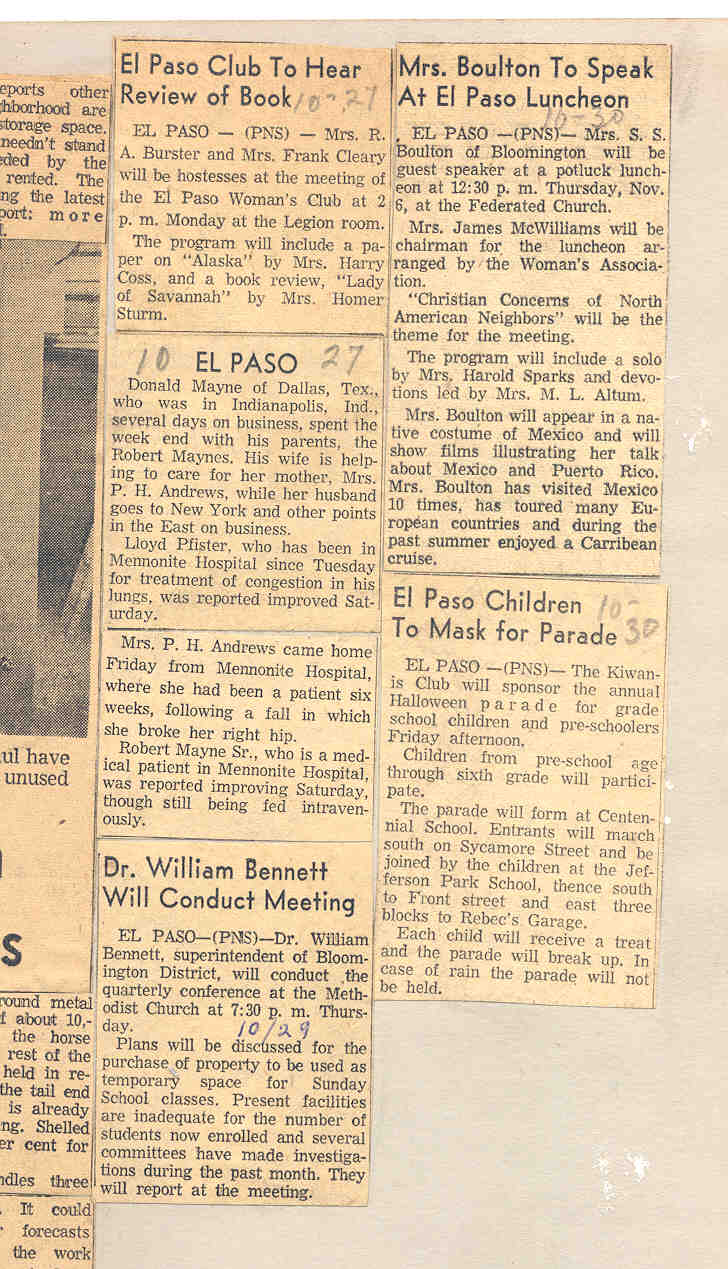 eports other
ghborhood are
storage space.
needn't stand
ded by the
rented. The
ng the latest
port: more
ul have
unused
s
round metal
f about 10,-
the horse
rest of the
held in re-
the tail end
is already
ng. Shelled
er cent for
ndles three
. It could
forecasts
the work
El Paso Club To Hear
Review of Book 10-27
EL PASO — (PNS) — Mrs. R.
A. Burster and Mrs. Frank Cleary
will be hostesses at the meeting of
the El Paso Woman's Club at 2
p. m. Monday at the Legion room.
The program will include a pa-
per on "Alaska" by Mrs. Harry
Coss, and a book review, "Lady
of Savannah" by Mrs. Homer
Sturm.
10 EL PASO 27
Donald Mayne of Dallas, Tex.,
who was in Indianapolis, Ind.,
several days on business, spent the
week end with his parents, the
Robert Maynes. His wife is help-
ing to care for her mother, Mrs.
P. H. Andrews, while her husband
goes to New York and other points
in the East on business.
Lloyd Pfister, who has been in
Mennonite Hospital since Tuesday
for treatment of congestion in his
lungs, was reported improved Sat-
urday.
Mrs. P. H. Andrews came home
Friday from Mennonite Hospital,
where she had been a patient six
weeks, following a fall in which
she broke her right hip.
Robert Mayne Sr., who is a med-
ical patient in Mennonite Hospital,
was reported improving Saturday,
though still being fed intraven-
ously.
Dr. William Bennett
Will Conduct Meeting
EL PASO—(PNS)—Dr. William
Bennett, superintendent of Bloom-
ington District, will conduct the
quarterly conference at the Meth-
odist Church at 7:30 p. m. Thurs-
day. 10/29
Plans will be discussed for the
purchase of property to be used as
temporary space for Sunday
School classes. Present facilities
are inadequate for the number of
students now enrolled and several
committees have made investiga-
tions during the past month. They
will report at the meeting.
Mrs. Boulton To Speak
At El Paso Luncheon
10-30
EL PASO —(PNS)— Mrs. S. S.
Boulton of Bloomington will be
guest speaker at a potluck lunch-
eon at 12:30 p. m. Thursday, Nov.
6, at the Federated Church.
Mrs. James McWilliams will be
chairman for the luncheon ar-
ranged by the Woman's Associa-
tion.
"Christian Concerns of North
American Neighbors" will be the
theme for the meeting.
The program will include a solo
by Mrs. Harold Sparks and devo-
tions led by Mrs. M. L. Altum.
Mrs. Boulton will appear in a na-
tive costume of Mexico and will
show films illustrating her talk
about Mexico and Puerto Rico.
Mrs. Boulton has visited Mexico
10 times, has toured many Eu-
ropean countries and during the
past summer enjoyed a Carribean
cruise.
El Paso Children 10-
To Mask for Parade 30
EL PASO —(PNS)— The Kiwan-
is Club will sponsor the annual
Halloween parade for grade
school children and pre-schoolers
Friday afternoon.
Children from pre-school age
through sixth grade will partici-
pate.
The parade will form at Centen-
nial School. Entrants will march
south on Sycamore Street and be
joined by the children at the Jef-
ferson Park School, thence south
to Front street and east three
blocks to Rebec's Garage.
Each child will receive a treat
and the parade will break up. In
case of rain the parade will not
be held.